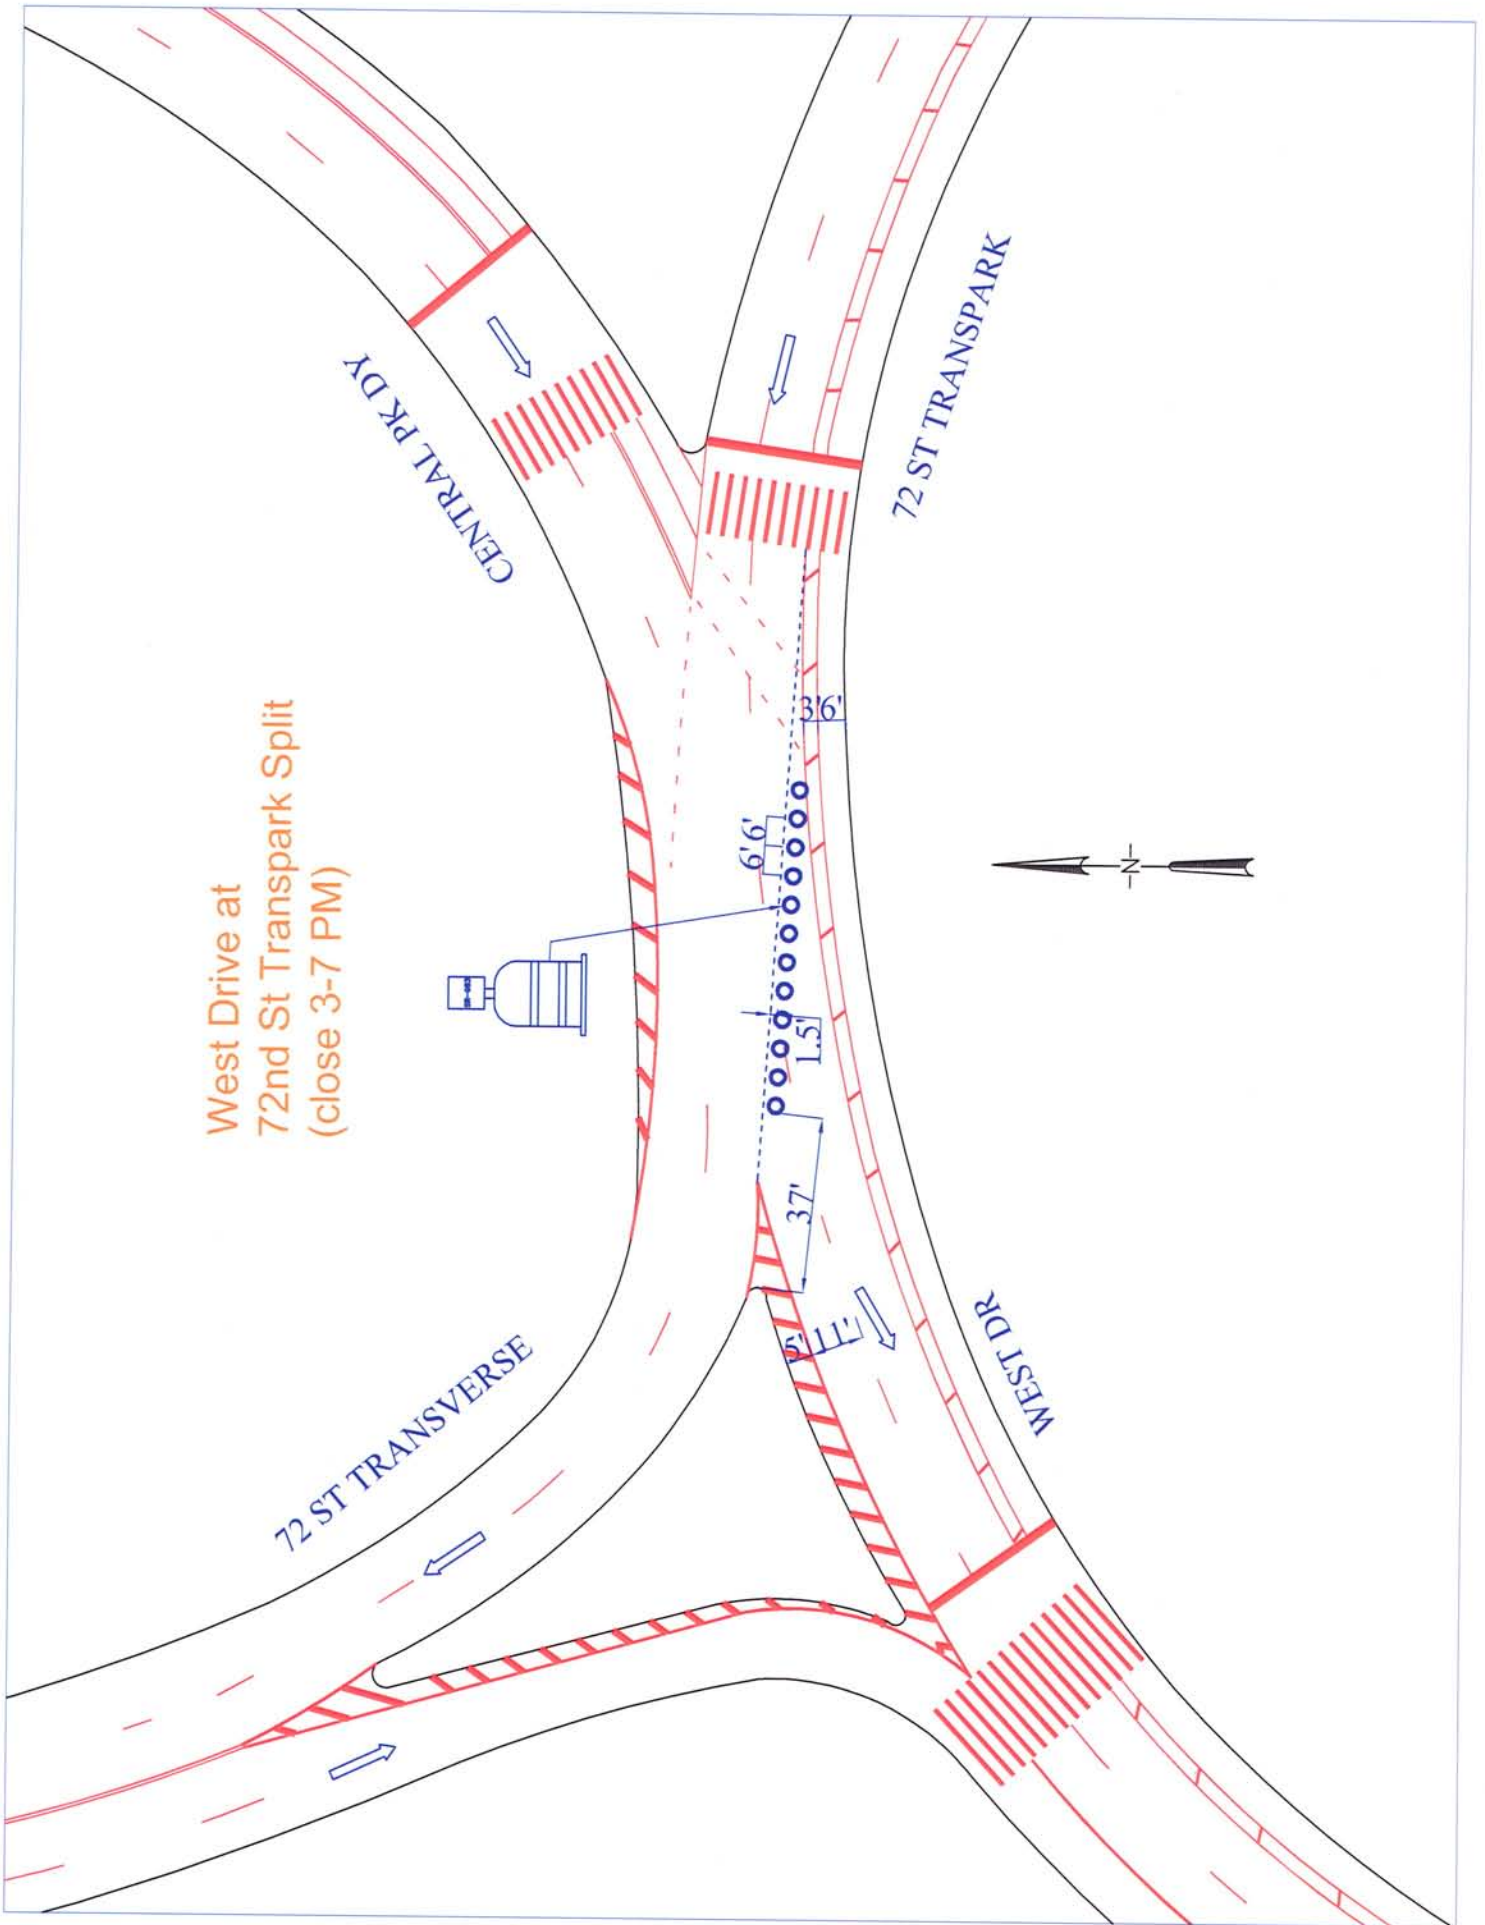 West Drive at
72nd St Transpark Split
(close 3-7 PM)
CENTRAL PK DY
72 ST TRANSPARK
3'6'
6' 6'
1.5'
37'
5' 11'
72 ST TRANSVERSE
WEST DR
N